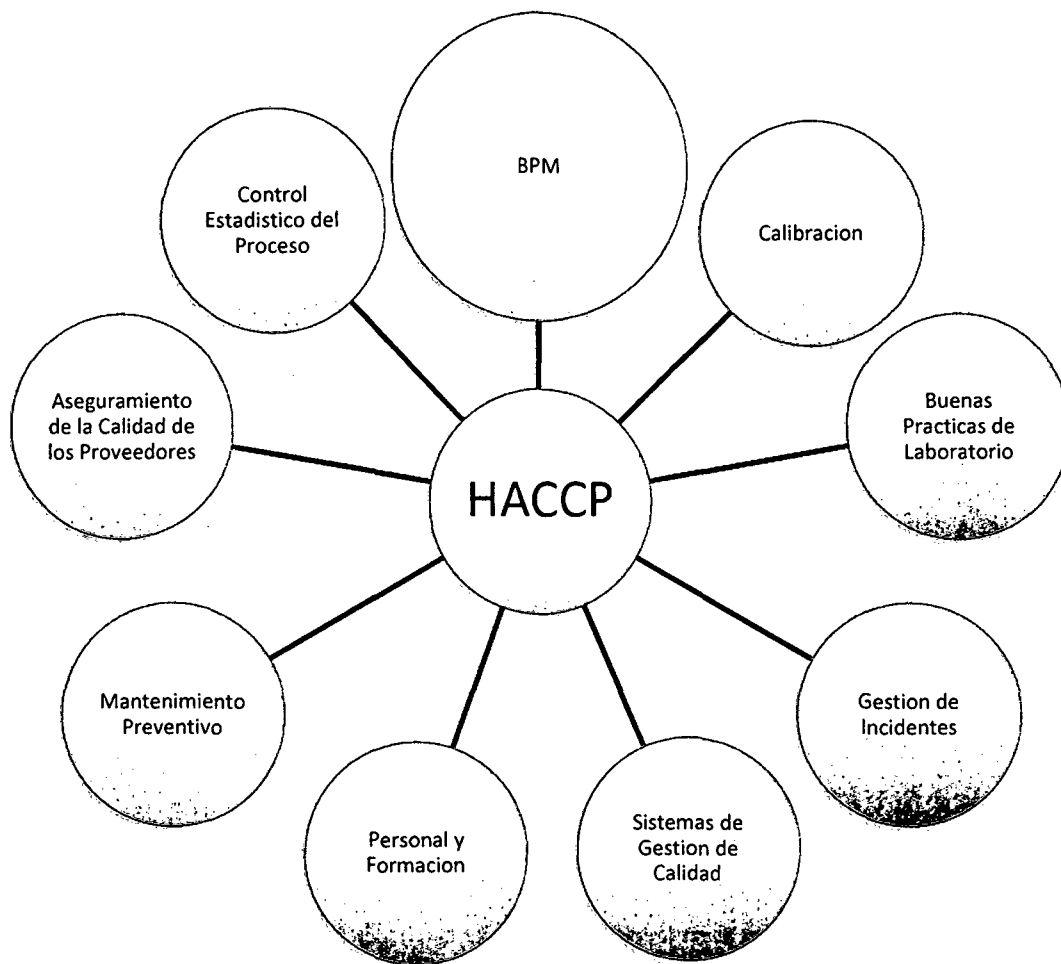 BPM
Control
Estadistico del
Proceso
Calibracion
Aseguramiento
de la Calidad de
los Proveedores
Buenas
Practicas de
Laboratorio
HACCP
Mantenimiento
Preventivo
Gestion de
Incidentes
Personal y
Formacion
Sistemas de
Gestion de
Calidad